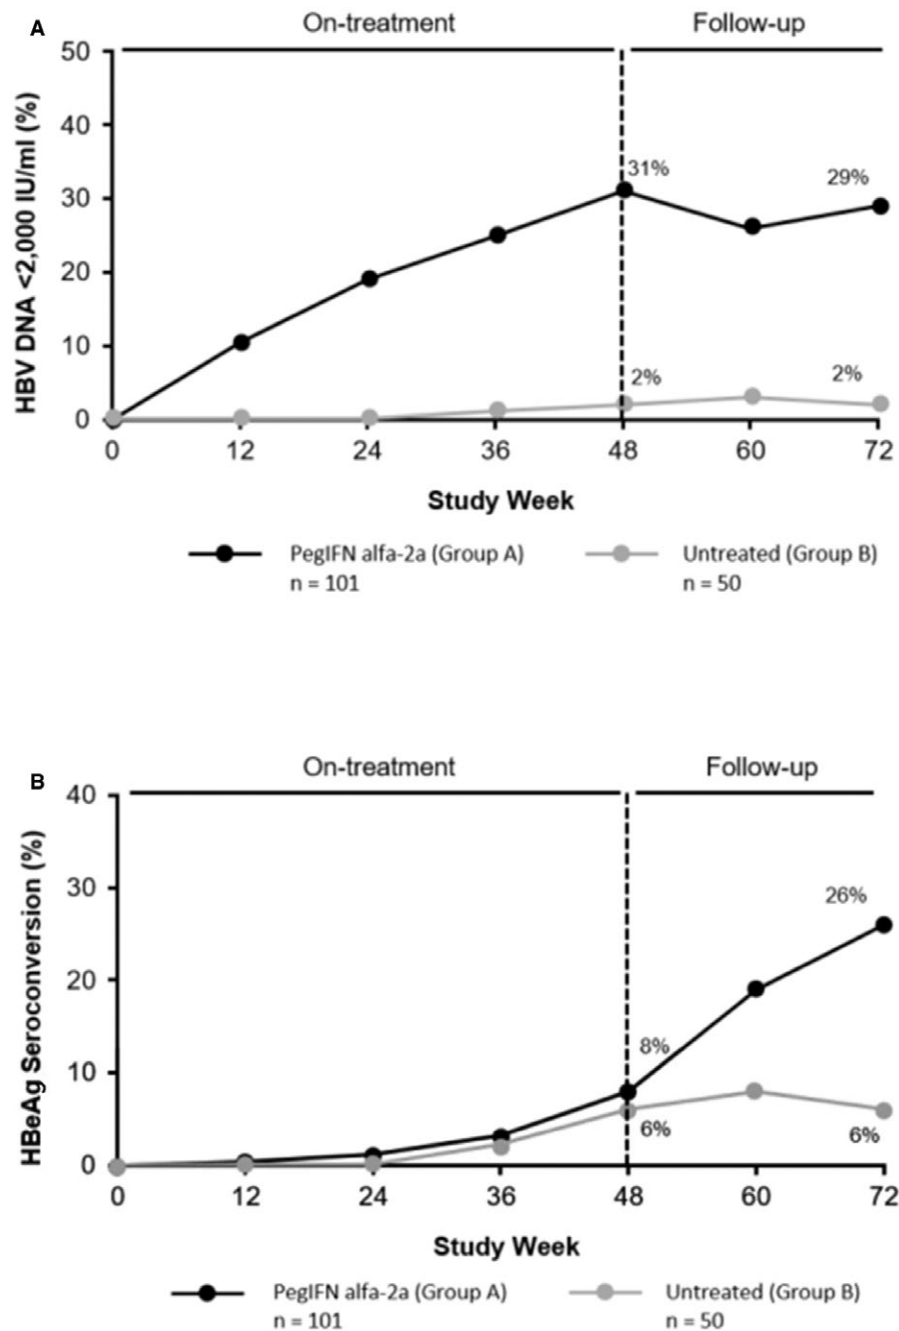 A
On-treatment Follow-up
HBV DNA <2,000 IU/ml (%)
50
40
30
20
10
0
31%
29%
2%
2%
0 12 24 36 48 60 72
Study Week
PegIFN alfa-2a (Group A) Untreated (Group B)
n = 101 n = 50
B
On-treatment Follow-up
HBeAg Seroconversion (%)
40
30
20
10
0
26%
8%
6%
6%
0 12 24 36 48 60 72
Study Week
PegIFN alfa-2a (Group A) Untreated (Group B)
n = 101 n = 50